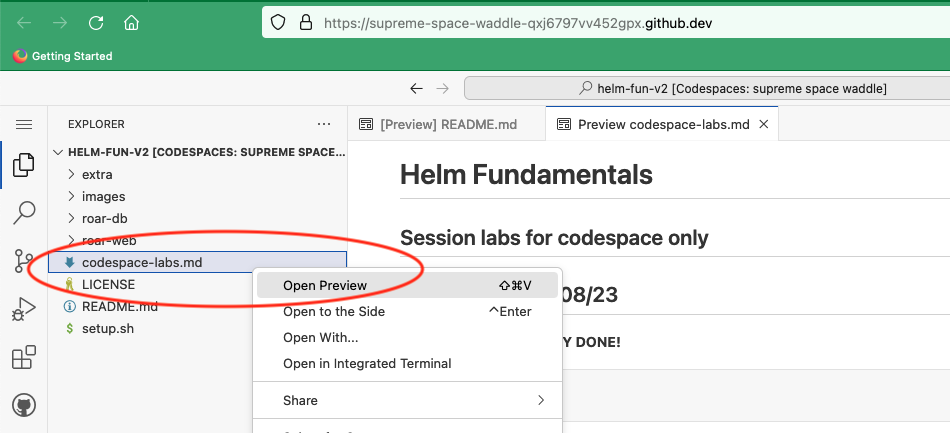 https://supreme-space-waddle-qxj6797vv452gpx.github.dev
Getting Started
helm-fun-v2 [Codespaces: supreme space waddle]
EXPLORER
[Preview] README.md
Preview codespace-labs.md
HELM-FUN-V2 [CODESPACES: SUPREME SPACE...
extra
images
roar-db
roar-web
codespace-labs.md
LICENSE
README.md
$ setup.sh
Helm Fundamentals
Session labs for codespace only
08/23
Y DONE!
Open Preview ⇧⌘V
Open to the Side ^Enter
Open With...
Open in Integrated Terminal
Share